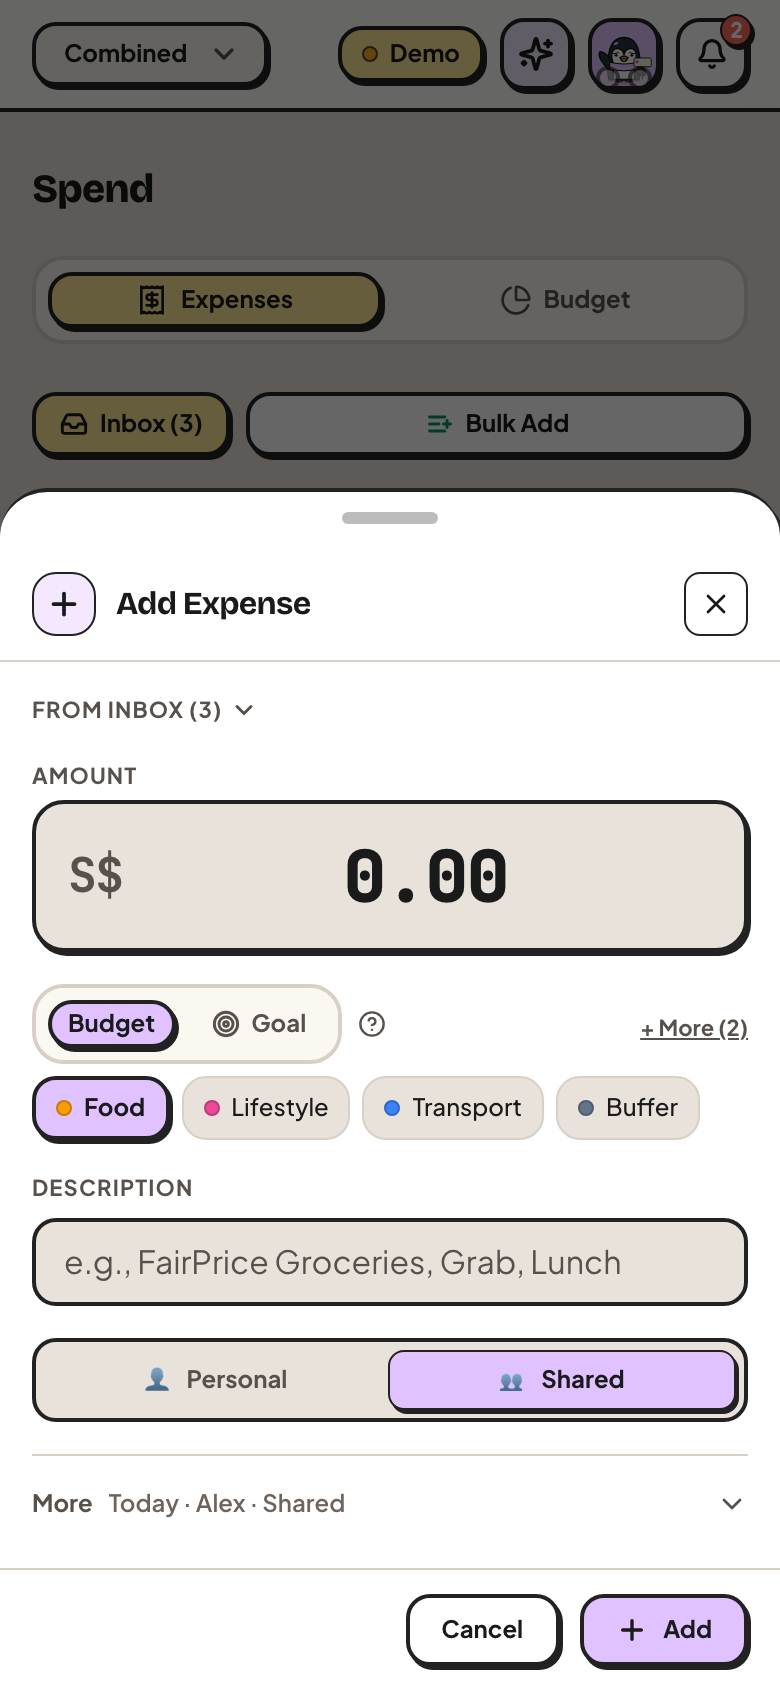 Combined
Demo
2
Spend
Expenses
Budget
Inbox (3)
Bulk Add
Add Expense
FROM INBOX (3)
AMOUNT
S$ 0.00
Budget
Goal
+ More (2)
Food
Lifestyle
Transport
Buffer
DESCRIPTION
e.g., FairPrice Groceries, Grab, Lunch
Personal
Shared
More Today · Alex · Shared
Cancel
+ Add